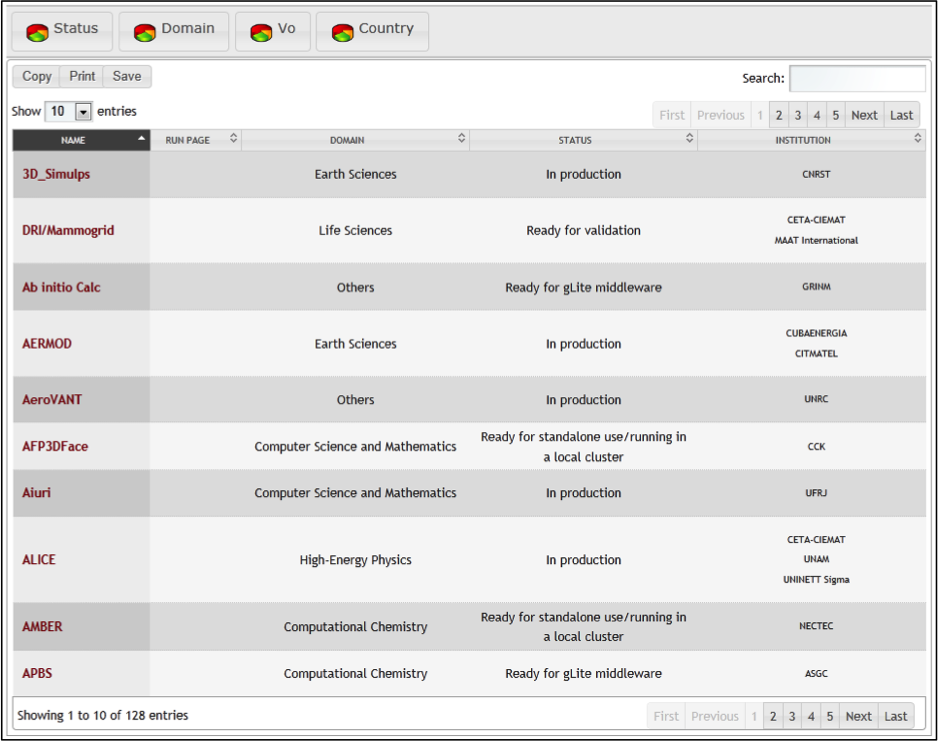 Status Domain Vo Country
Copy Print Save Search:
Show 10 entries First Previous 1 2 3 4 5 Next Last
NAME RUN PAGE DOMAIN STATUS INSTITUTION
3D_Simulps Earth Sciences In production CNRST
DRI/Mammogrid Life Sciences Ready for validation CETA-CIEMAT
MAAT International
Ab initio Calc Others Ready for gLite middleware GRINM
AERMOD Earth Sciences In production CUBAENERGIA
CITMATEL
AeroVANT Others In production UNRC
AFP3DFace Computer Science and Mathematics Ready for standalone use/running in
a local cluster CCK
Aiuri Computer Science and Mathematics In production UFRJ
CETA-CIEMAT
ALICE High-Energy Physics In production UNAM
UNINETT Sigma
AMBER Computational Chemistry Ready for standalone use/running in
a local cluster NECTEC
APBS Computational Chemistry Ready for gLite middleware ASGC
Showing 1 to 10 of 128 entries First Previous 1 2 3 4 5 Next Last